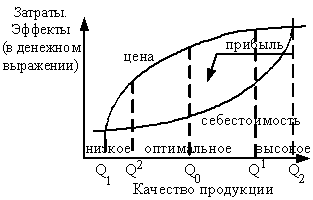 Затраты.
Эффекты
(в денежном
выражении)
цена
прибыль
себестоимость
низкое оптимальное высокое
Q₁ Q² Q₀ Q¹ Q₂
Качество продукции